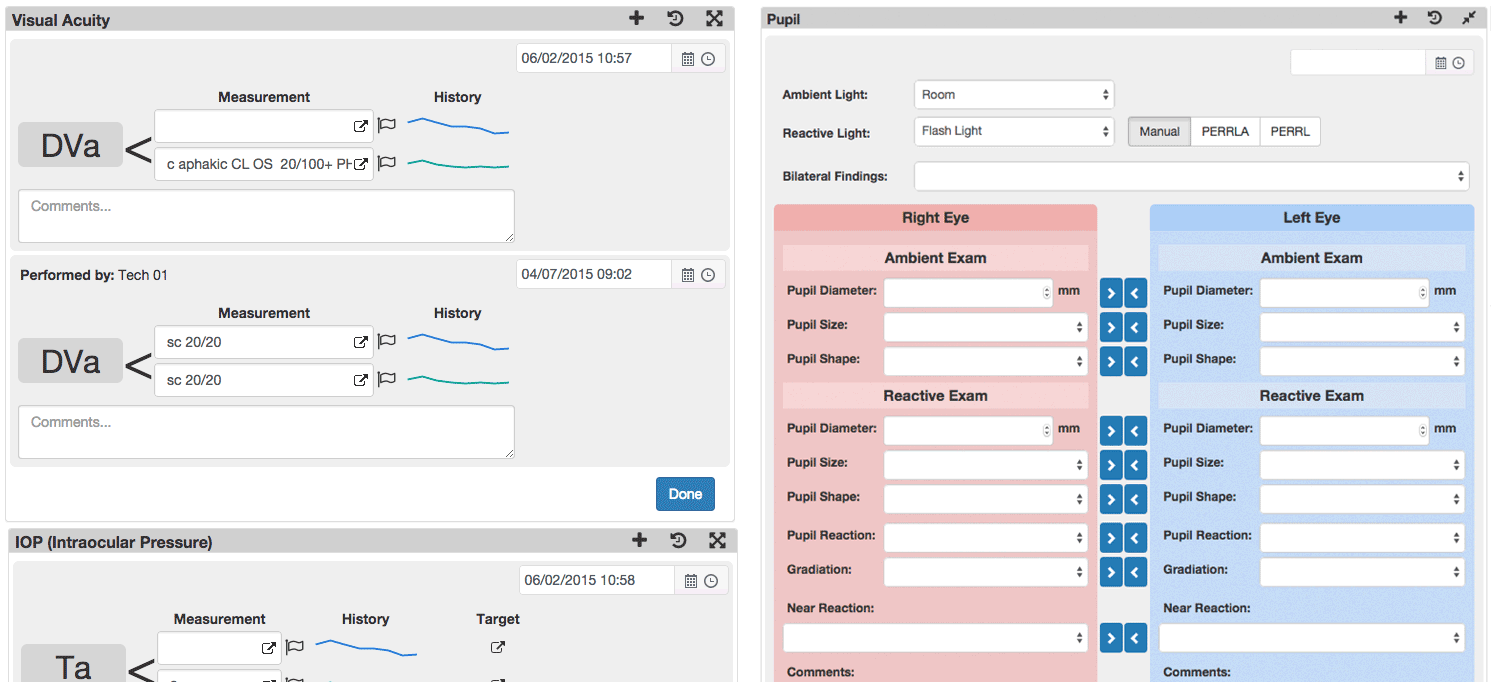 Visual Acuity
06/02/2015 10:57
Measurement History
DVa
c aphakic CL OS 20/100+ PH
Comments...
Performed by: Tech 01
04/07/2015 09:02
Measurement History
DVa
sc 20/20
sc 20/20
Comments...
Done
IOP (Intraocular Pressure)
06/02/2015 10:58
Measurement History Target
Ta
Pupil
Ambient Light: Room
Reactive Light: Flash Light Manual PERRLA PERRL
Bilateral Findings:
Right Eye
Ambient Exam
Pupil Diameter: mm
Pupil Size:
Pupil Shape:
Reactive Exam
Pupil Diameter: mm
Pupil Size:
Pupil Shape:
Pupil Reaction:
Gradiation:
Near Reaction:
Comments:
Left Eye
Ambient Exam
Pupil Diameter: mm
Pupil Size:
Pupil Shape:
Reactive Exam
Pupil Diameter: mm
Pupil Size:
Pupil Shape:
Pupil Reaction:
Gradiation:
Near Reaction:
Comments: